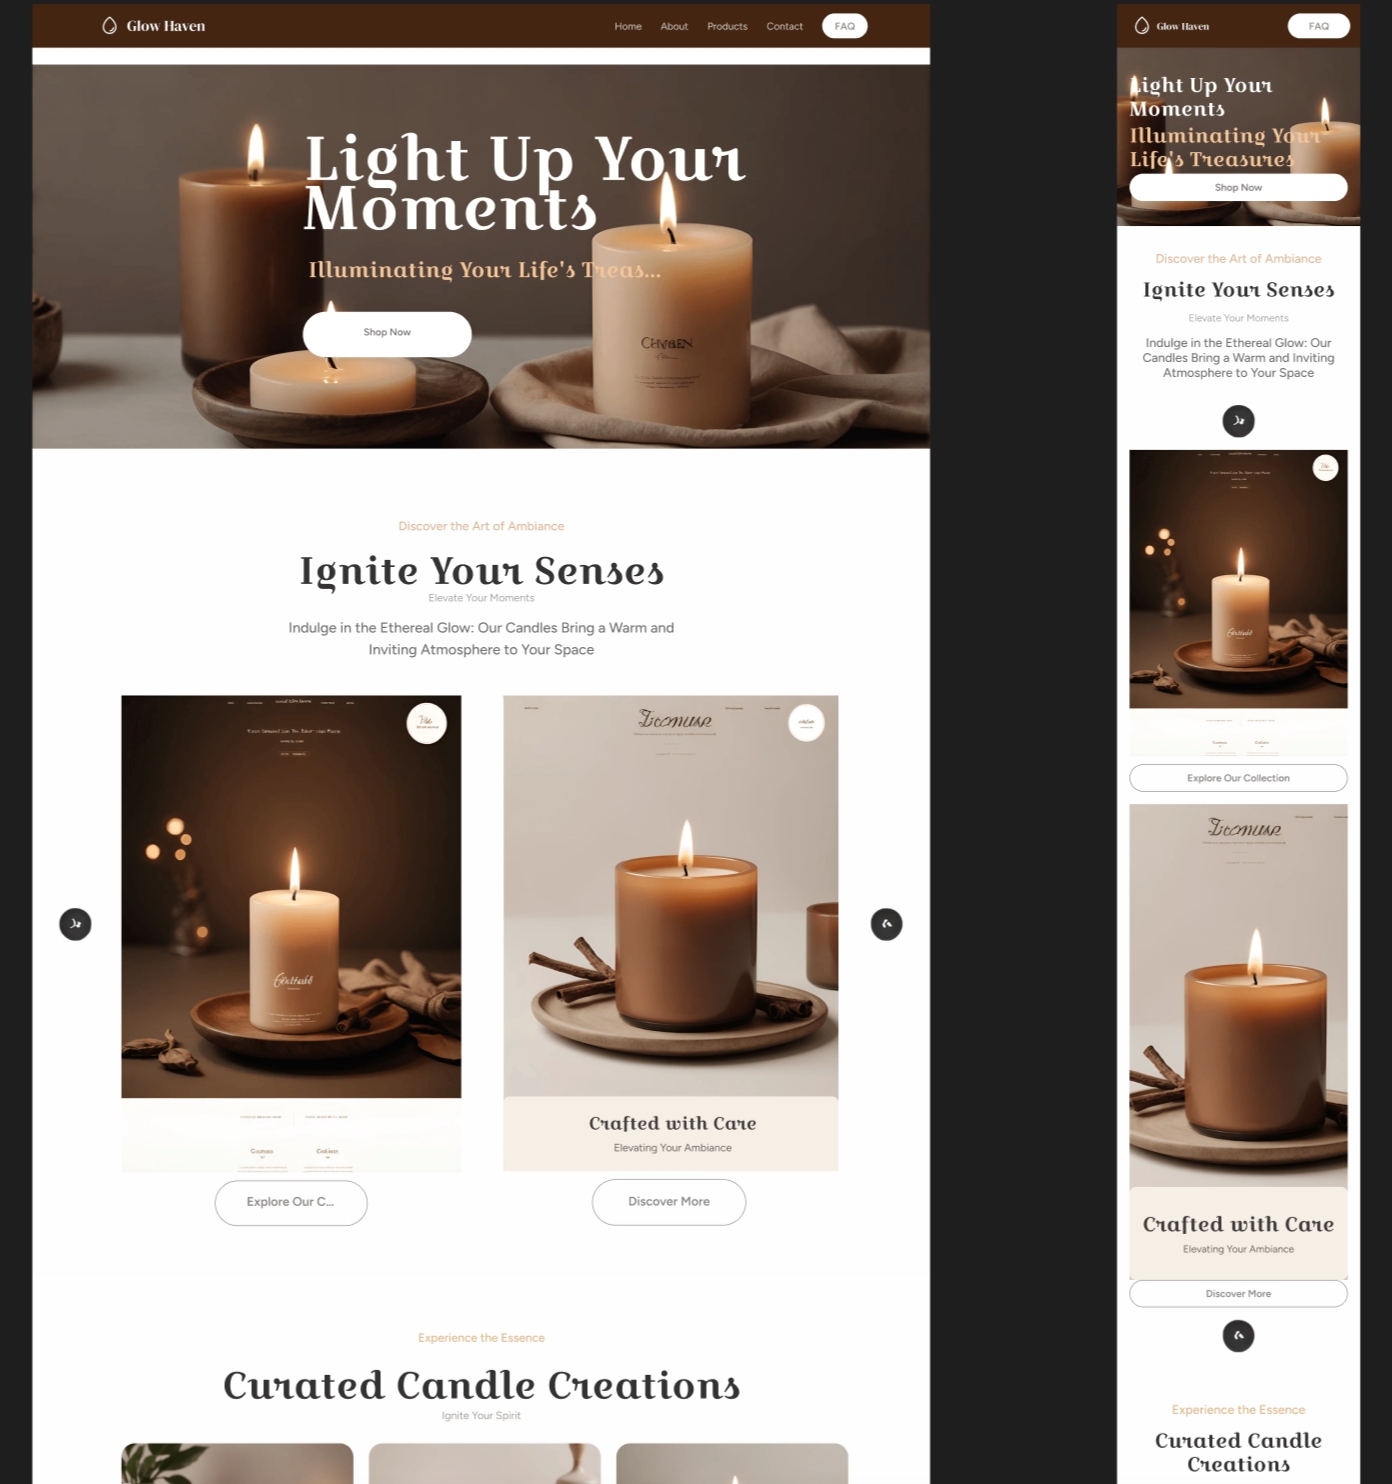 Glow Haven
Home
About
Products
Contact
FAQ
Light Up Your
Moments
Illuminating Your Life's Treas...
Shop Now
Discover the Art of Ambiance
Ignite Your Senses
Elevate Your Moments
Indulge in the Ethereal Glow: Our Candles Bring a Warm and
Inviting Atmosphere to Your Space
Crafted with Care
Elevating Your Ambiance
Explore Our C...
Discover More
Experience the Essence
Curated Candle Creations
Ignite Your Spirit
Glow Haven
FAQ
Light Up Your
Moments
Illuminating Your
Life's Treasures
Shop Now
Discover the Art of Ambiance
Ignite Your Senses
Elevate Your Moments
Indulge in the Ethereal Glow: Our
Candles Bring a Warm and Inviting
Atmosphere to Your Space
Explore Our Collection
Crafted with Care
Elevating Your Ambiance
Discover More
Experience the Essence
Curated Candle
Creations